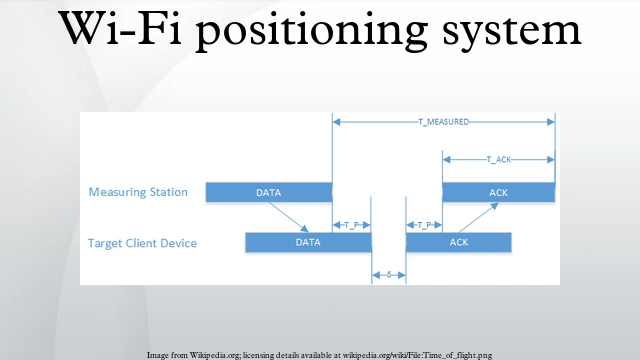 Wi-Fi positioning system
T_MEASURED
T_ACK
Measuring Station
DATA
ACK
T_P
T_P
Target Client Device
DATA
ACK
δ
Image from Wikipedia.org; licensing details available at wikipedia.org/wiki/File:Time_of_flight.png